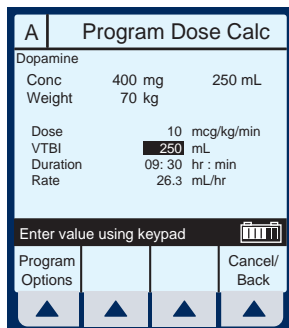 A Program Dose Calc
Dopamine
Conc 400 mg 250 mL
Weight 70 kg
Dose 10 mcg/kg/min
VTBI 250 mL
Duration 09: 30 hr : min
Rate 26.3 mL/hr
Enter value using keypad
Program Options Cancel/ Back